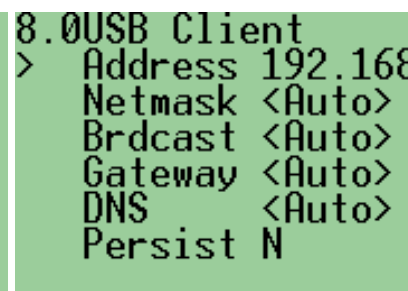 8.0USB Client
> Address 192.168
Netmask <Auto>
Brdcast <Auto>
Gateway <Auto>
DNS <Auto>
Persist N